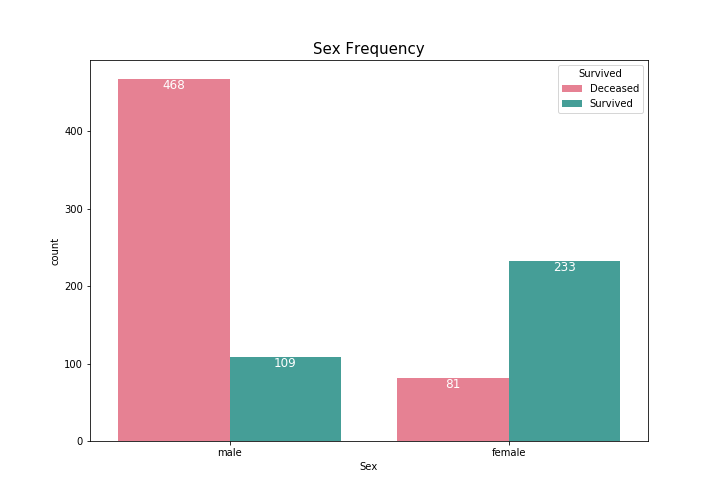 Sex Frequency
Survived
Deceased
Survived
468
109
81
233
400
300
200
100
0
count
male
female
Sex